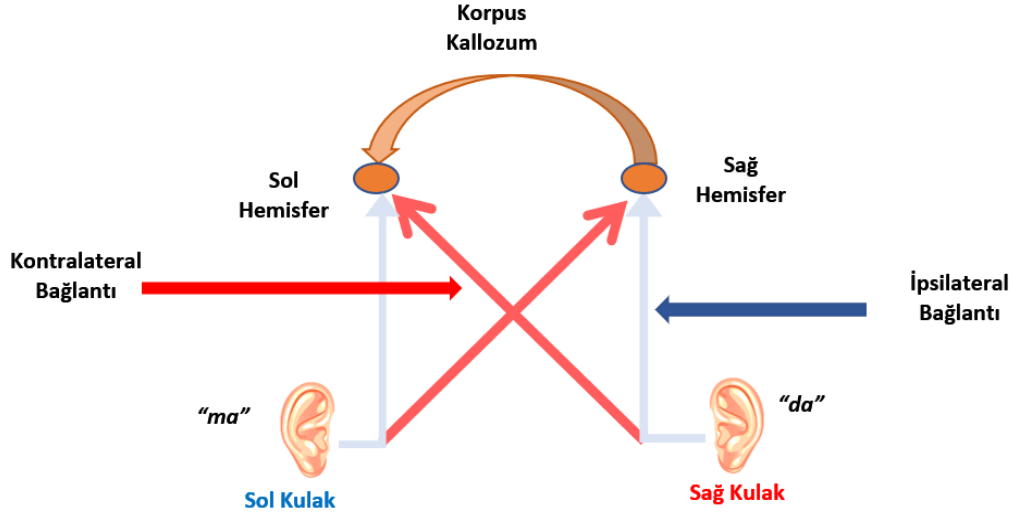 Korpus
Kallozum
Sol
Hemisfer
Sağ
Hemisfer
Kontralateral
Bağlantı
İpsilateral
Bağlantı
“ma”
“da”
Sol Kulak
Sağ Kulak